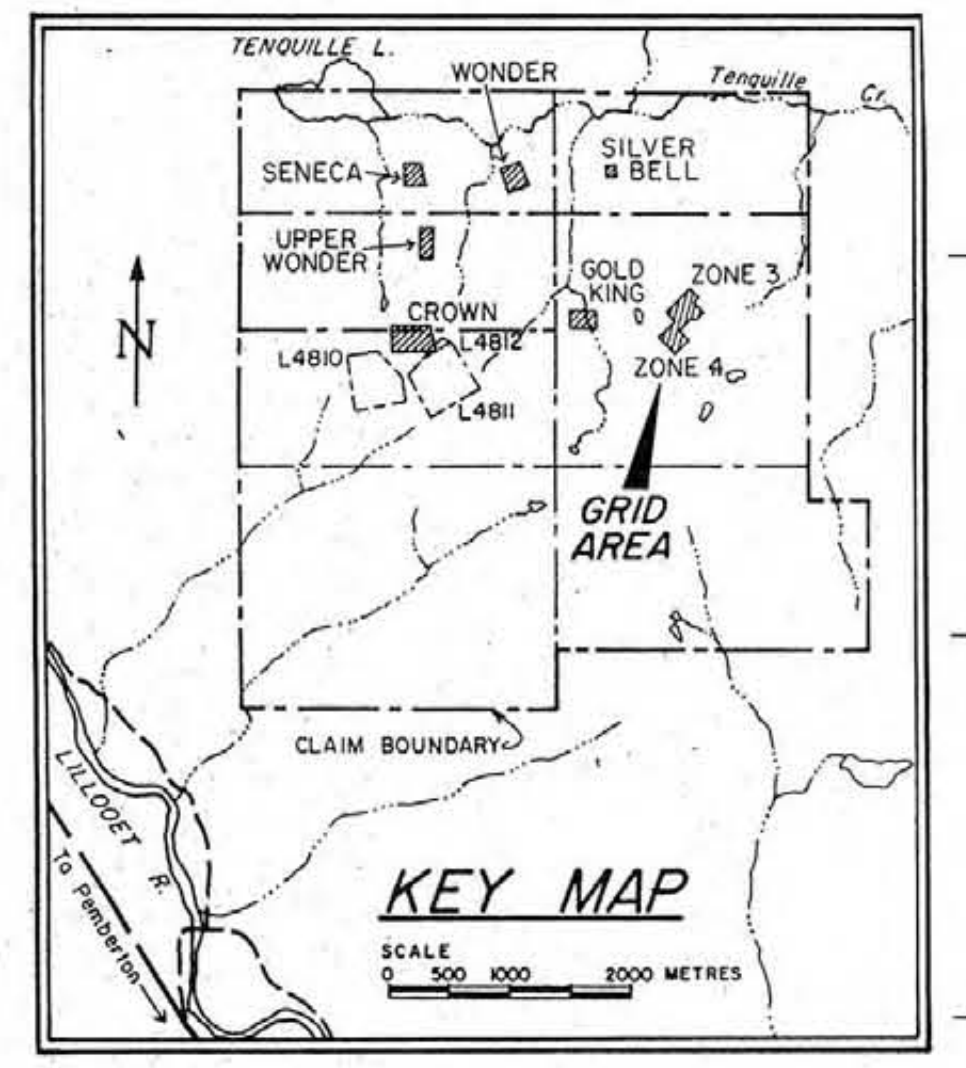 TENQUILLE L.
WONDER
Tenquille Cr.
SENECA
SILVER
BELL
UPPER
WONDER
GOLD
KING
ZONE 3
CROWN
N
L4812
L4810
ZONE 4
L4811
GRID
AREA
CLAIM BOUNDARY
LILLOOET R.
To Pemberton
KEY MAP
SCALE
0 500 1000 2000 METRES